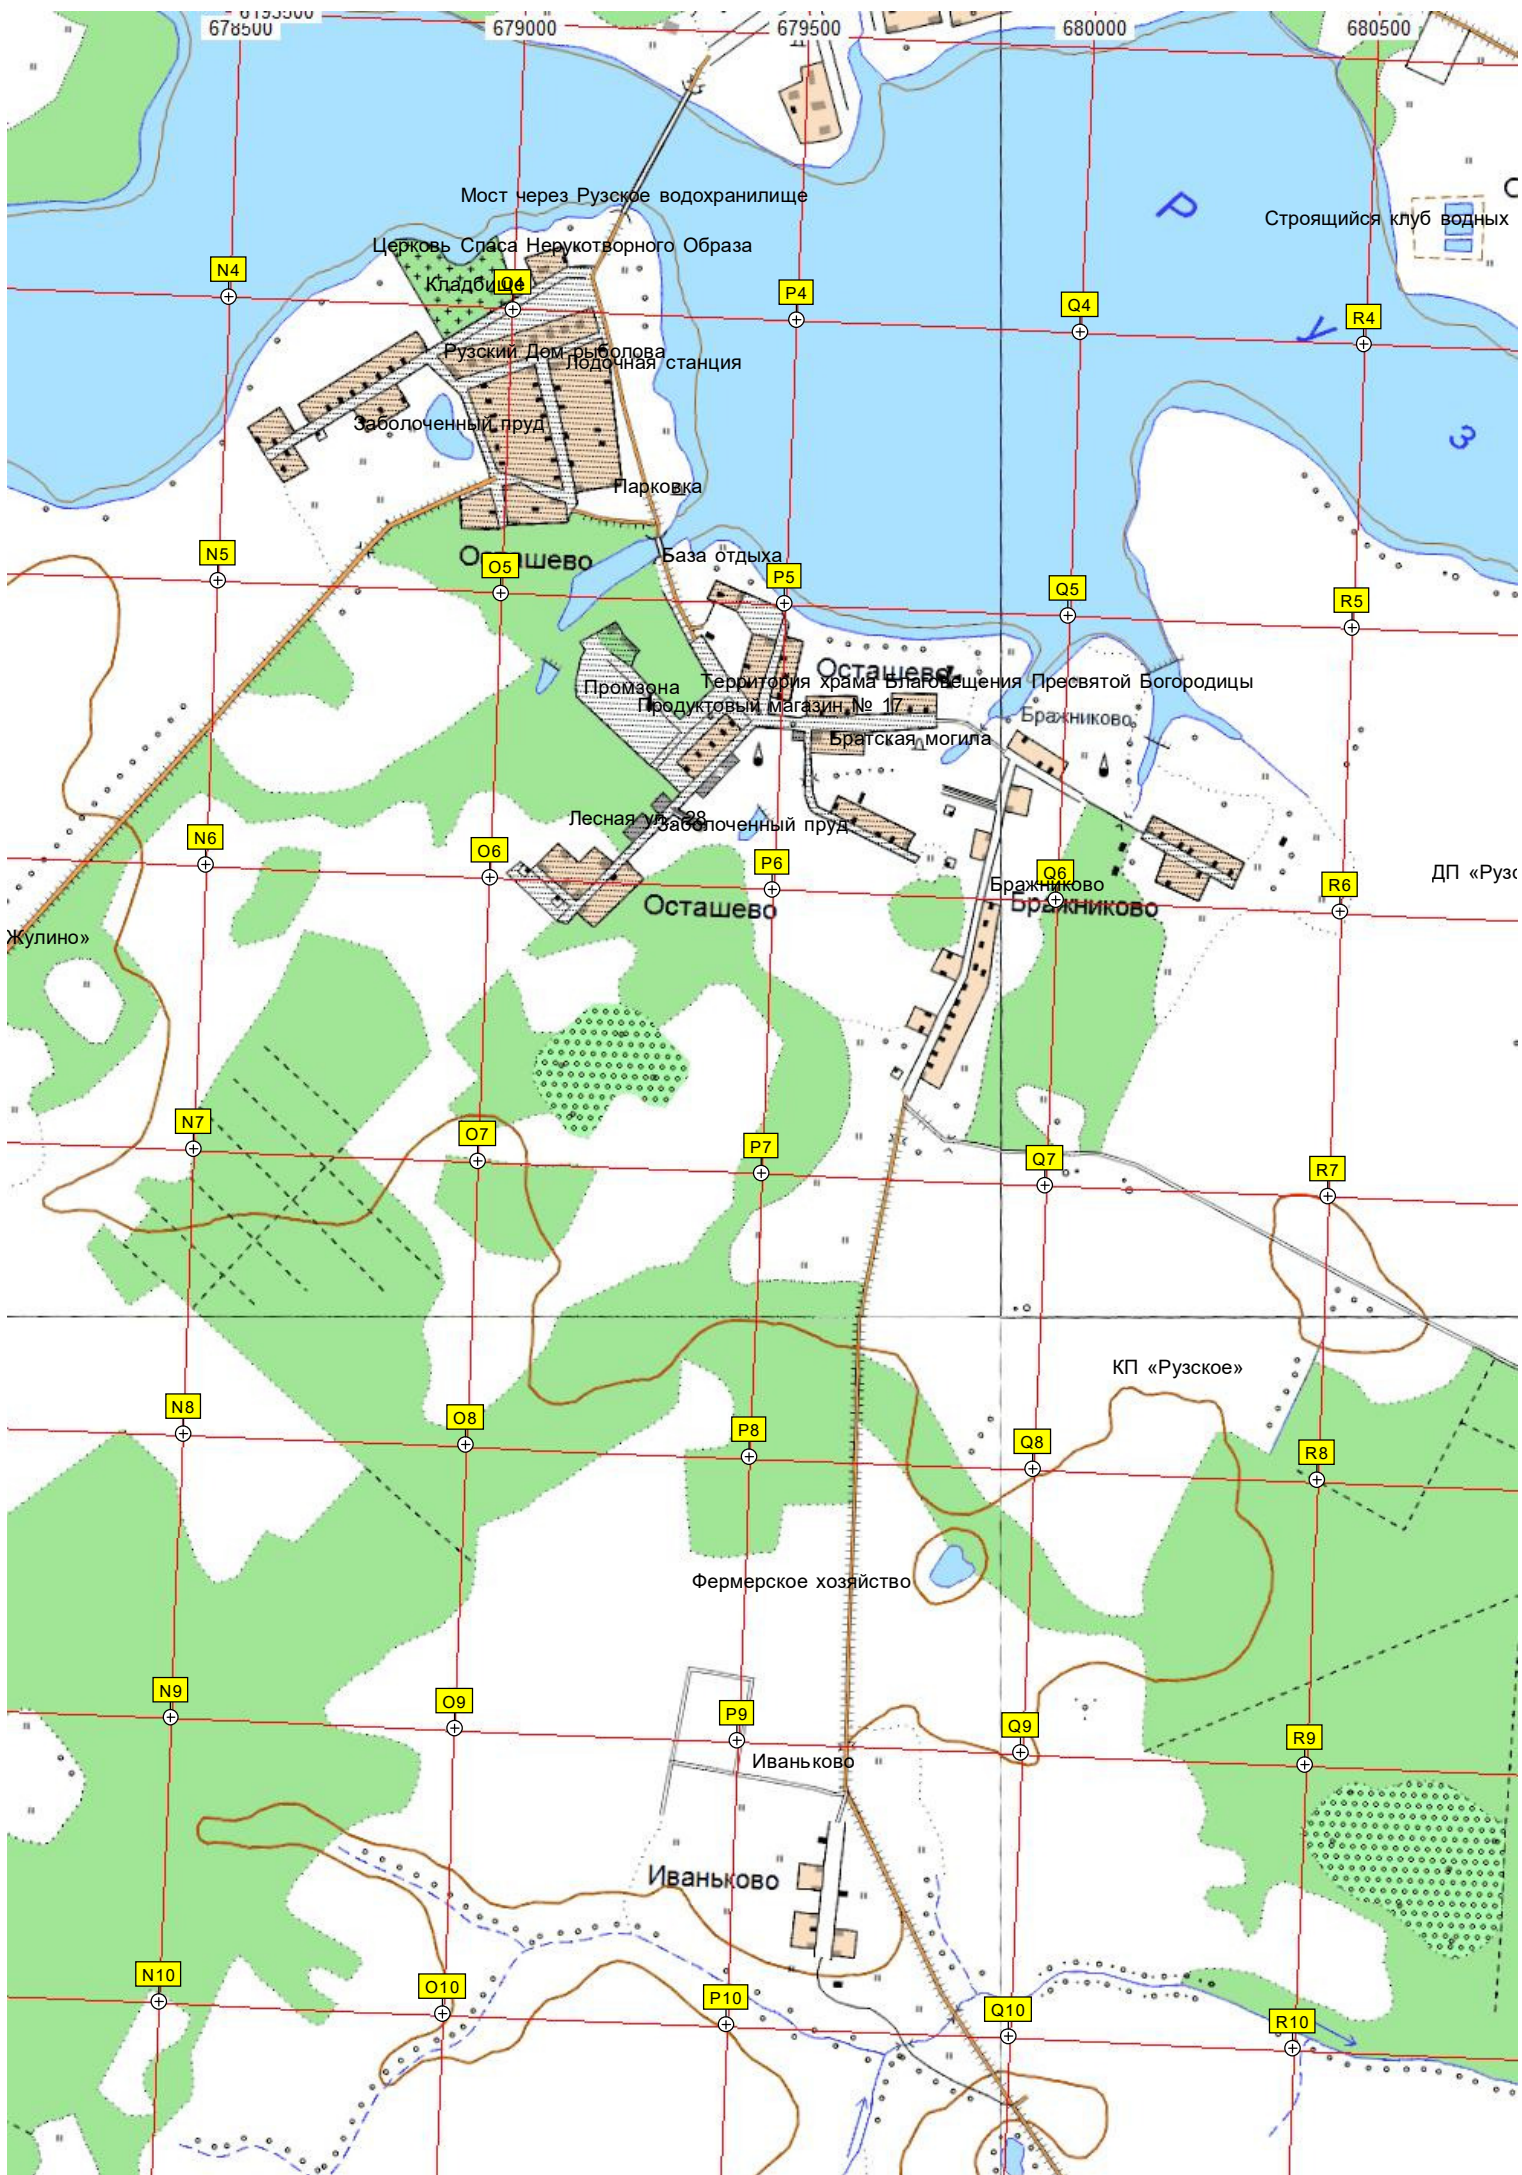 6193500
678500 679000 679500 680000 680500
Мост через Рузское водохранилище
Р
Строящийся клуб водных
Церковь Спаса Нерукотворного Образа
N4
Кладбище
O4
P4
Q4
R4
у
Рузский Дом рыболова
Лодочная станция
Заболоченный пруд
з
Парковка
N5
Осташево
База отдыха
O5
P5
Q5
R5
Осташево
Промзона
Территория храма Благовещения Пресвятой Богородицы
Продуктовый магазин № 17
Бражниково
Братская могила
Лесная ул., 28
Заболоченный пруд
N6
O6
P6
Q6
R6
ДП «Рузс
Бражниково
Осташево
Бражниково
Жулино»
N7
O7
P7
Q7
R7
КП «Рузское»
N8
O8
P8
Q8
R8
Фермерское хозяйство
N9
O9
P9
Q9
R9
Иваньково
Иваньково
N10
O10
P10
Q10
R10